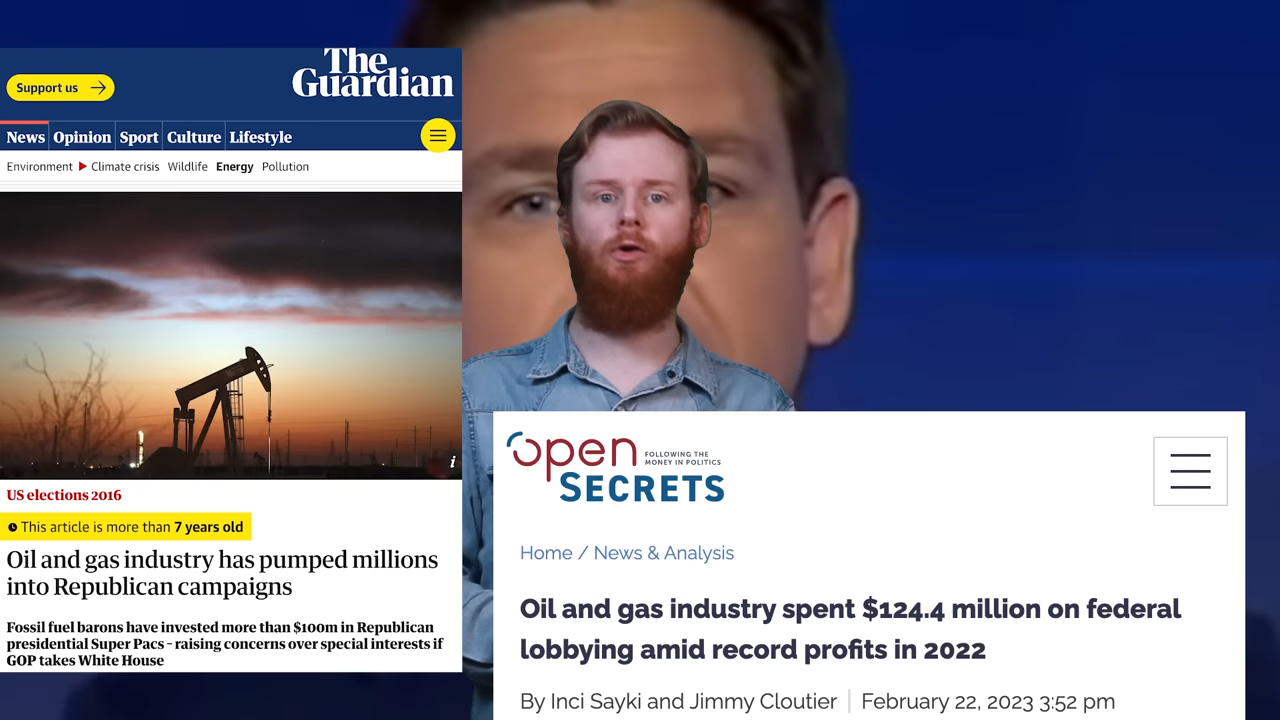 The
Guardian
Support us
News Opinion Sport Culture Lifestyle
Environment Climate crisis Wildlife Energy Pollution
i
US elections 2016
This article is more than 7 years old
Oil and gas industry has pumped millions
into Republican campaigns
Fossil fuel barons have invested more than $100m in Republican
presidential Super Pacs – raising concerns over special interests if
GOP takes White House
open
SECRETS
FOLLOWING THE
MONEY IN POLITICS
Home / News & Analysis
Oil and gas industry spent $124.4 million on federal
lobbying amid record profits in 2022
By Inci Sayki and Jimmy Cloutier | February 22, 2023 3:52 pm